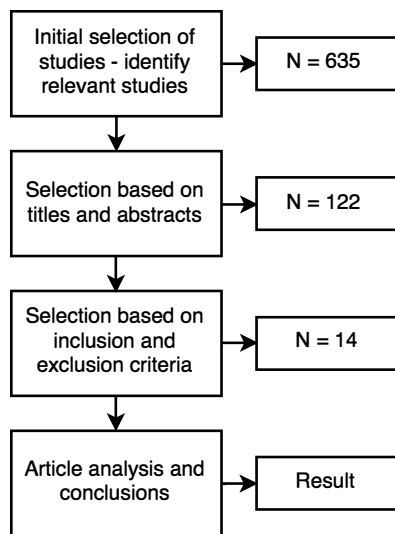 Initial selection of
studies - identify
relevant studies
N = 635
Selection based on
titles and abstracts
N = 122
Selection based on
inclusion and
exclusion criteria
N = 14
Article analysis and
conclusions
Result